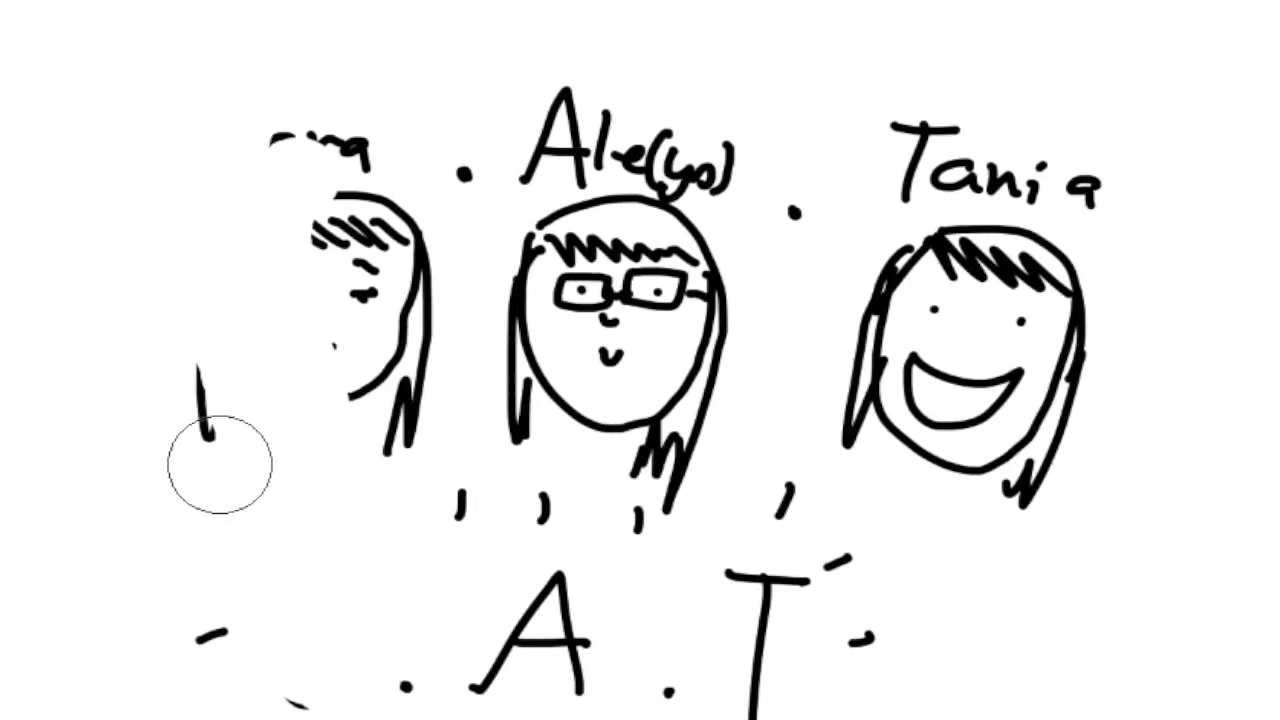 . Ale(yo) . Tania
. A . T